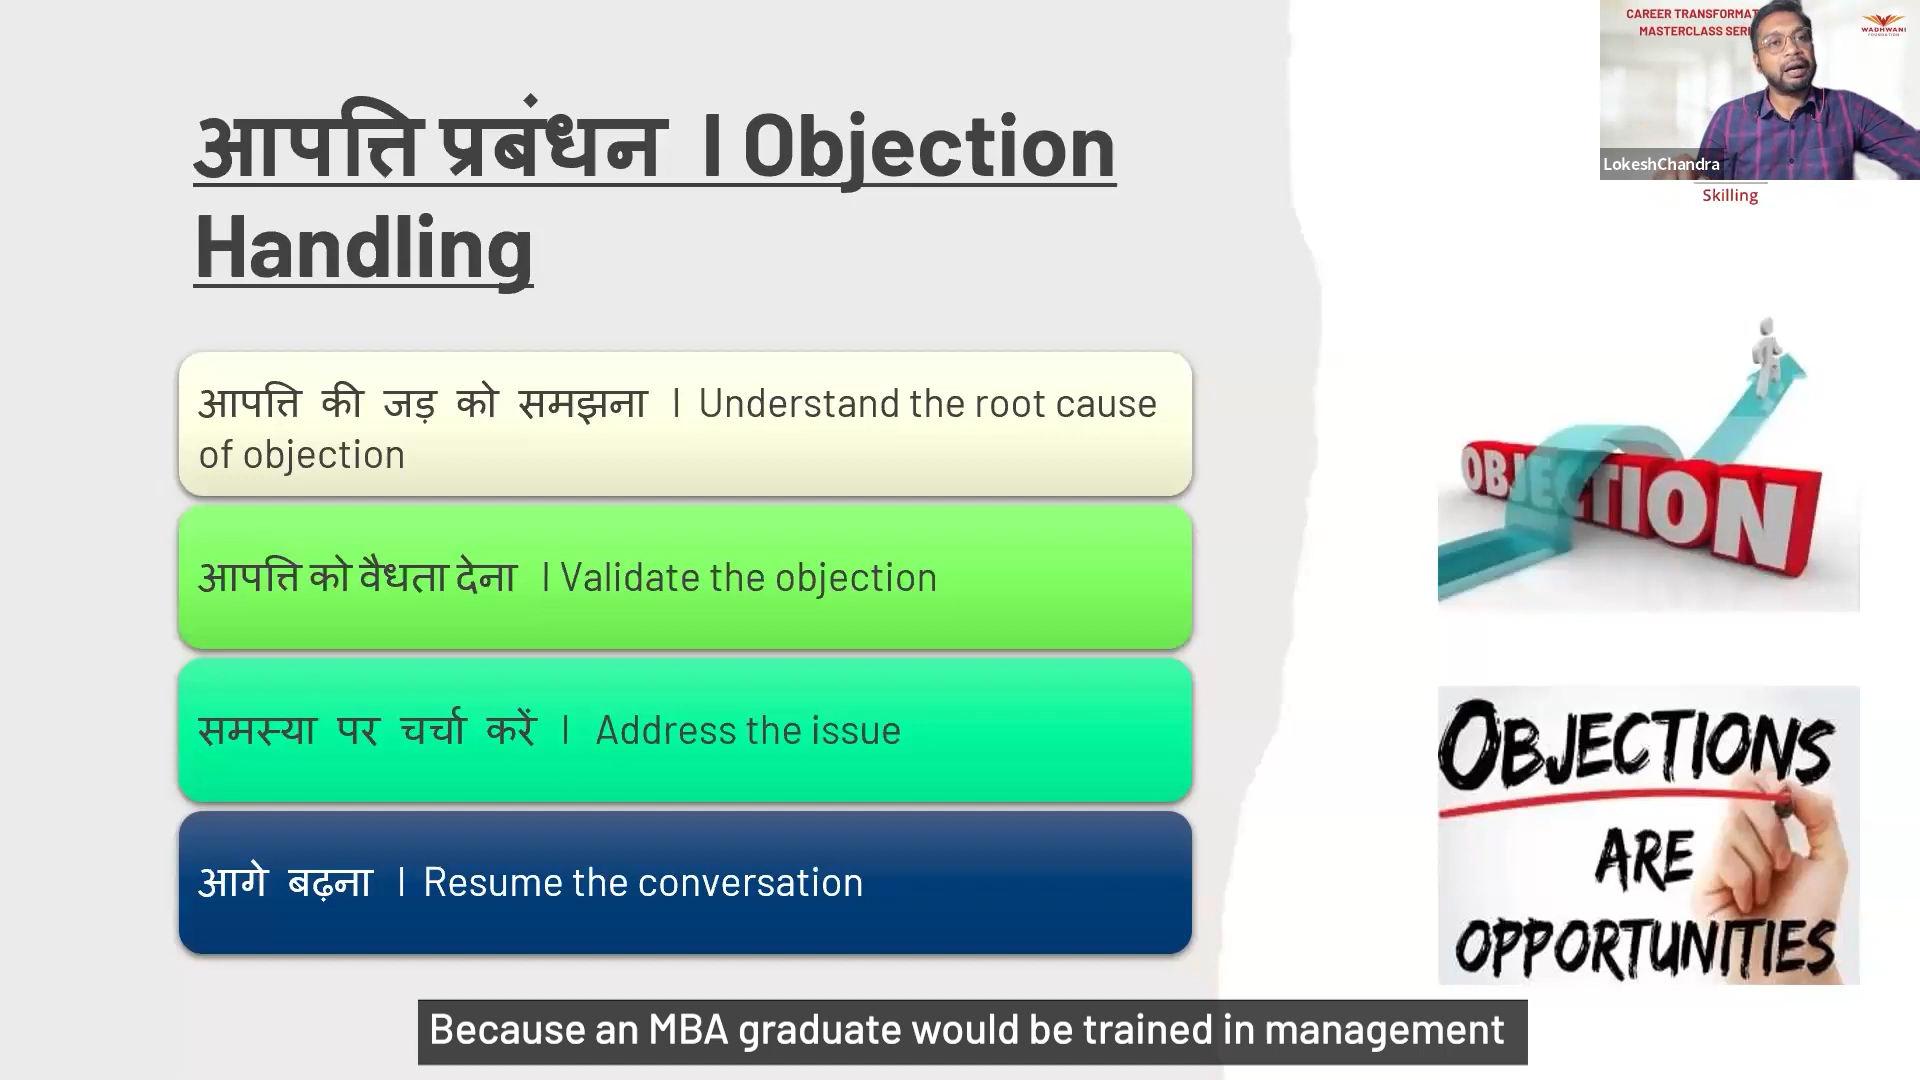 आपत्ति प्रबंधन I Objection
Handling
आपत्ति की जड़ को समझना I Understand the root cause
of objection
आपत्ति को वैधता देना I Validate the objection
समस्या पर चर्चा करें I Address the issue
आगे बढ़ना I Resume the conversation
CAREER
MASTERCLASS
WADHWANI
FOUNDATION
LokeshChandra
Skilling
OBJECTION
OBJECTIONS
ARE
OPPORTUNITIES
Because an MBA graduate would be trained in management